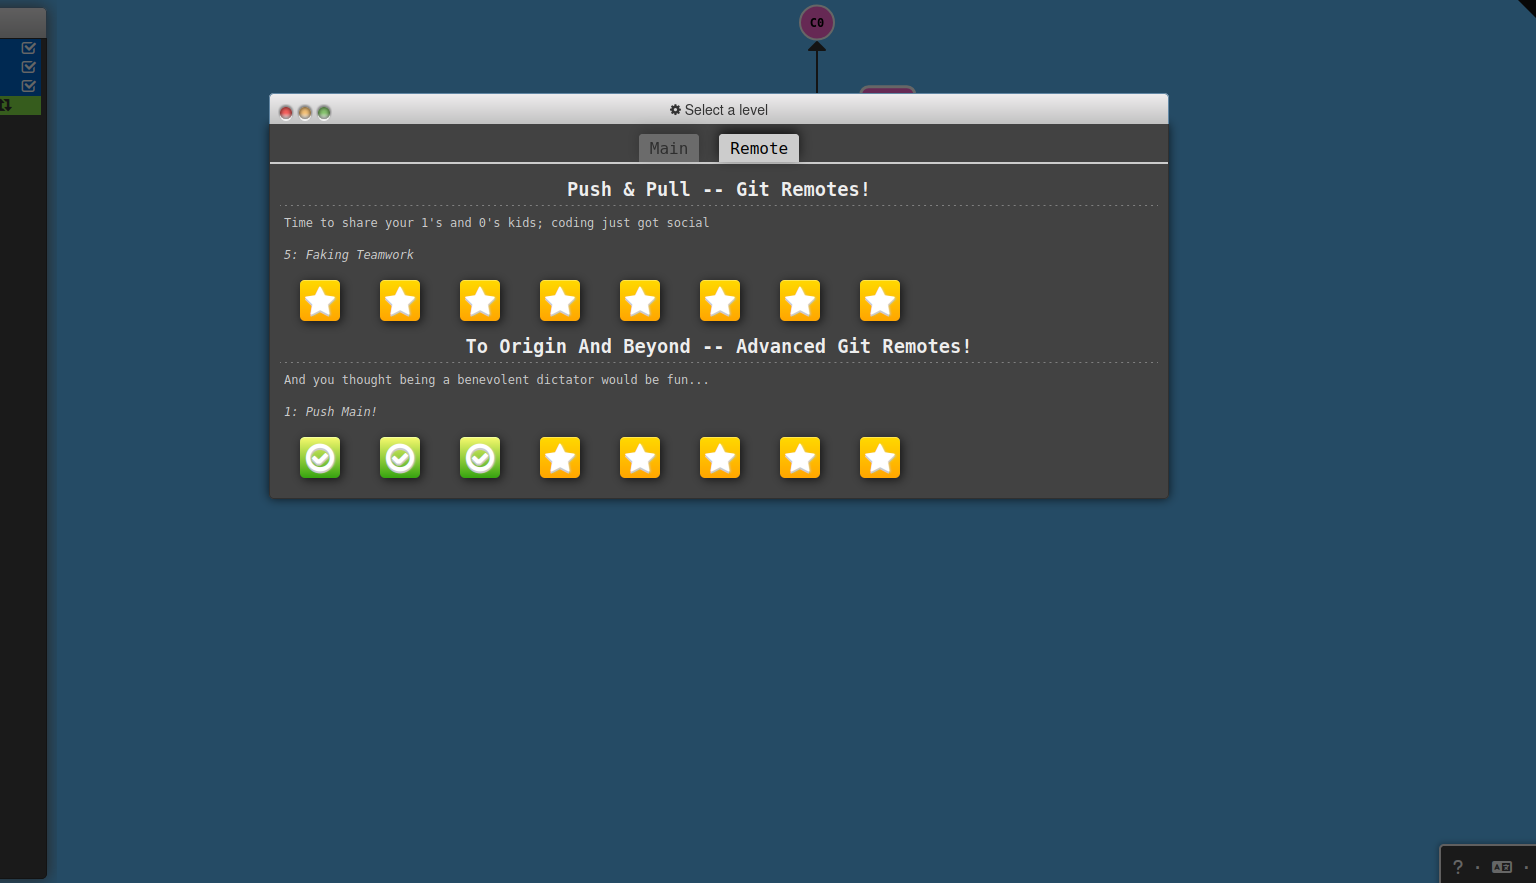 C0
Select a level
Main Remote
Push & Pull -- Git Remotes!
Time to share your 1's and 0's kids; coding just got social
5: Faking Teamwork
To Origin And Beyond -- Advanced Git Remotes!
And you thought being a benevolent dictator would be fun...
1: Push Main!
? · ·